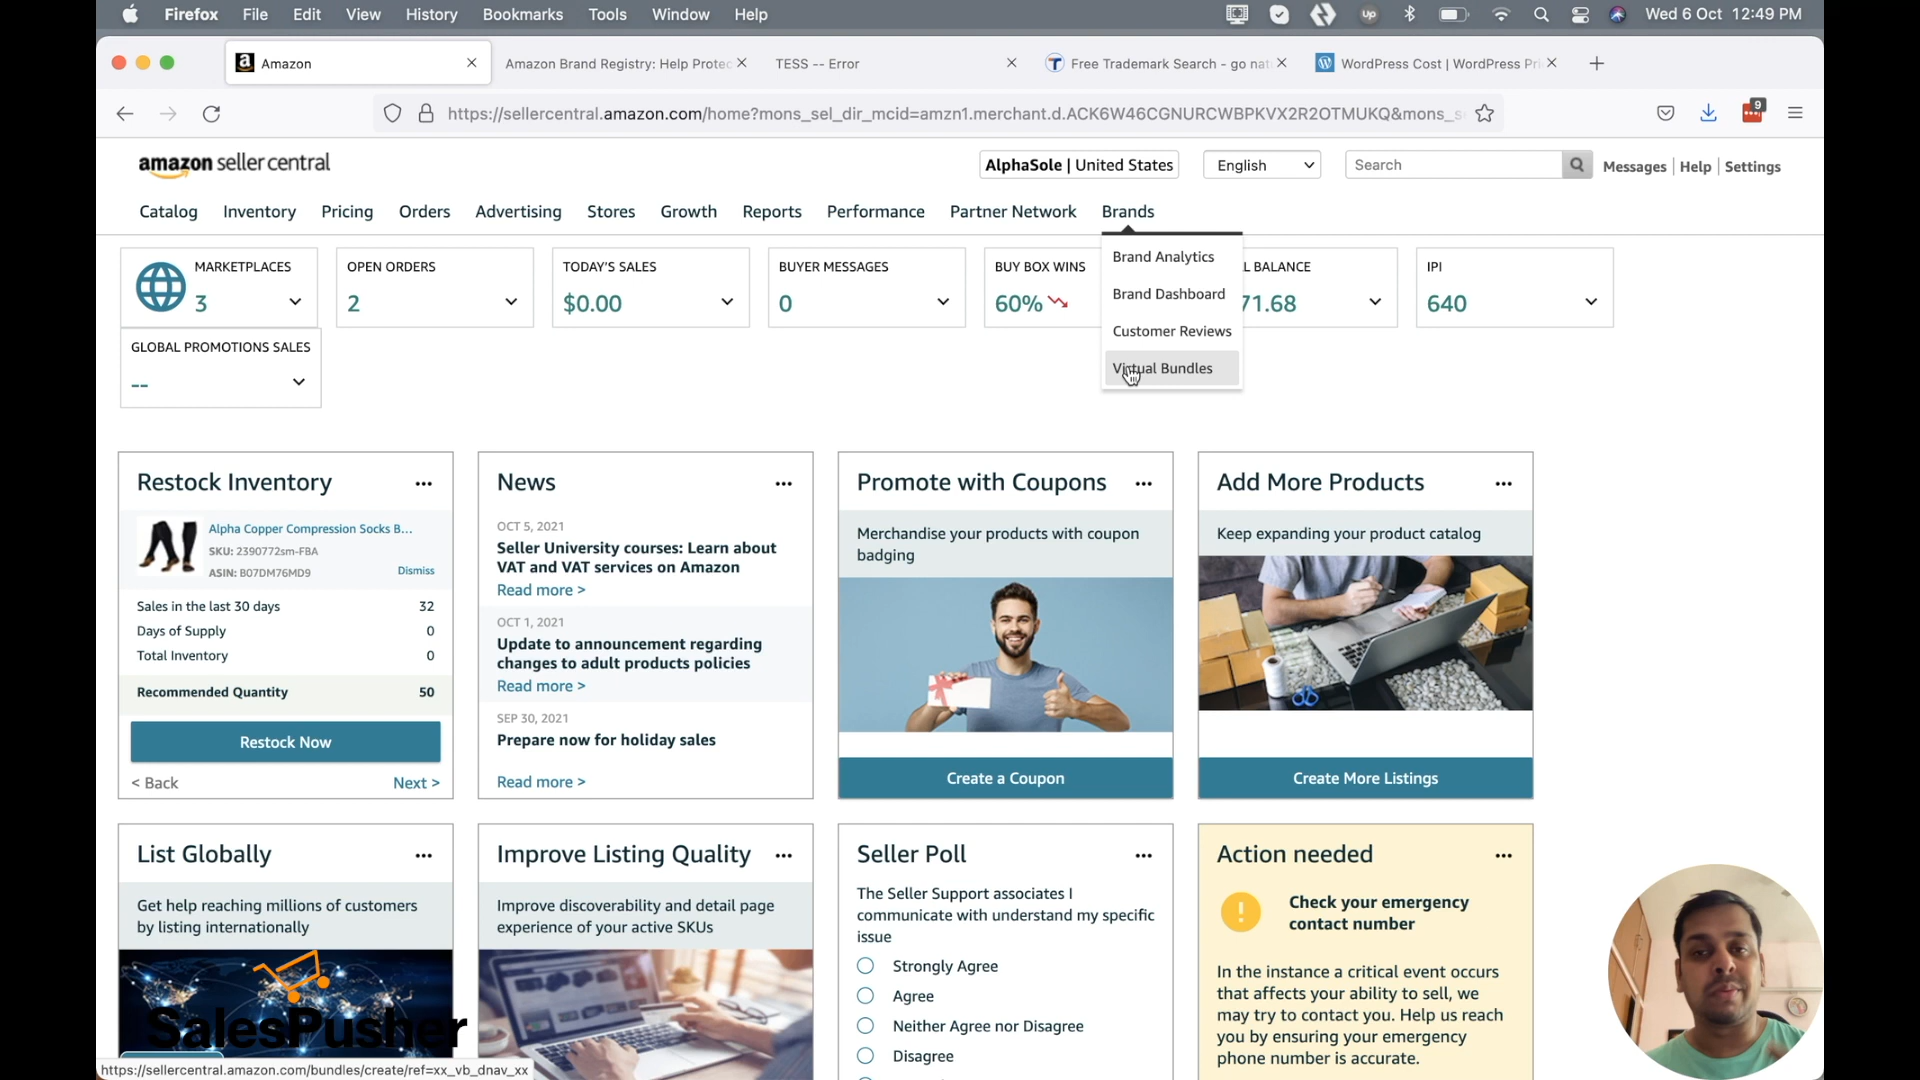 Firefox File Edit View History Bookmarks Tools Window Help
Up
Wed 6 Oct 12:49 PM
Amazon
Amazon Brand Registry: Help Protec
TESS -- Error
Free Trademark Search - go nat
WordPress Cost | WordPress Pri
https://sellercentral.amazon.com/home?mons_sel_dir_mcid=amzn1.merchant.d.ACK6W46CGNURCWBPKVX2R2OTMUKQ&mons_s
9
amazon seller central
AlphaSole | United States
English
Search
Messages | Help | Settings
Catalog Inventory Pricing Orders Advertising Stores Growth Reports Performance Partner Network Brands
Brand Analytics
Brand Dashboard
Customer Reviews
Virtual Bundles
MARKETPLACES
3
OPEN ORDERS
2
TODAY'S SALES
$0.00
BUYER MESSAGES
0
BUY BOX WINS
60%
L BALANCE
71.68
IPI
640
GLOBAL PROMOTIONS SALES
--
Restock Inventory
Alpha Copper Compression Socks B...
SKU: 2390772sm-FBA
ASIN: B07DM76MD9
Dismiss
Sales in the last 30 days 32
Days of Supply 0
Total Inventory 0
Recommended Quantity 50
Restock Now
< Back Next >
News
OCT 5, 2021
Seller University courses: Learn about
VAT and VAT services on Amazon
Read more >
OCT 1, 2021
Update to announcement regarding
changes to adult products policies
Read more >
SEP 30, 2021
Prepare now for holiday sales
Read more >
Promote with Coupons
Merchandise your products with coupon
badging
Create a Coupon
Add More Products
Keep expanding your product catalog
Create More Listings
List Globally
Get help reaching millions of customers
by listing internationally
SalesPusher
Improve Listing Quality
Improve discoverability and detail page
experience of your active SKUs
Seller Poll
The Seller Support associates I
communicate with understand my specific
issue
Strongly Agree
Agree
Neither Agree nor Disagree
Disagree
Action needed
Check your emergency
contact number
In the instance a critical event occurs
that affects your ability to sell, we
may try to contact you. Help us reach
you by ensuring your emergency
phone number is accurate.
https://sellercentral.amazon.com/bundles/create/ref=xx_vb_dnav_xx